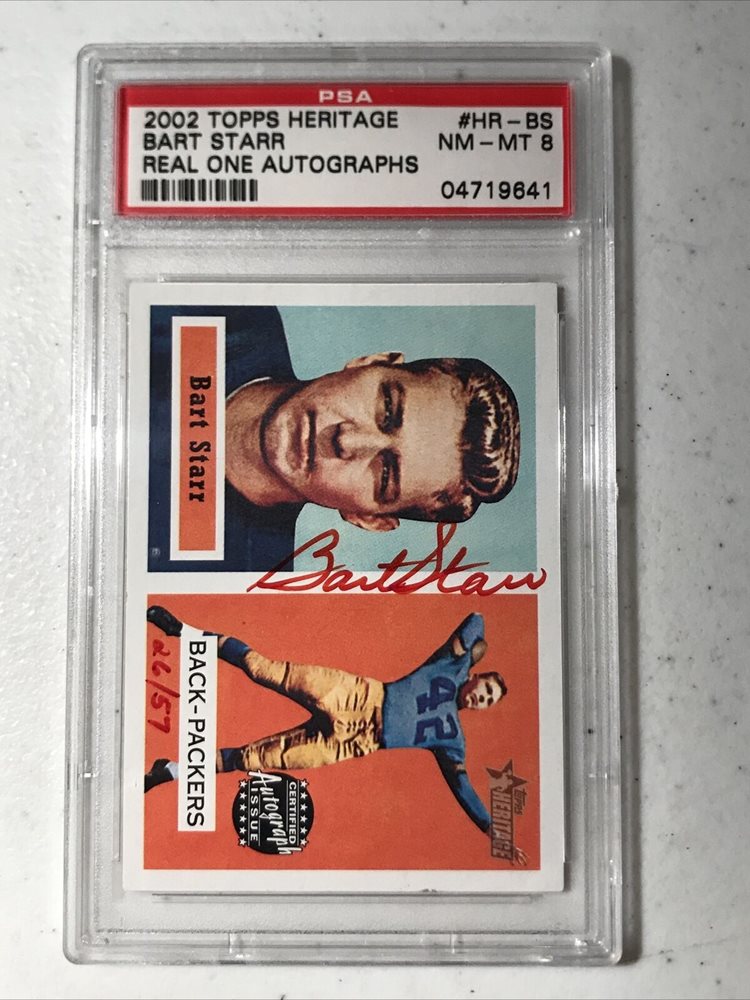 PSA
2002 TOPPS HERITAGE #HR-BS
BART STARR NM-MT 8
REAL ONE AUTOGRAPHS
04719641
Bart Starr
Bart Starr
42
BACK-PACKERS
26/57
CERTIFIED
Autograph
ISSUE
Topps
HERITAGE